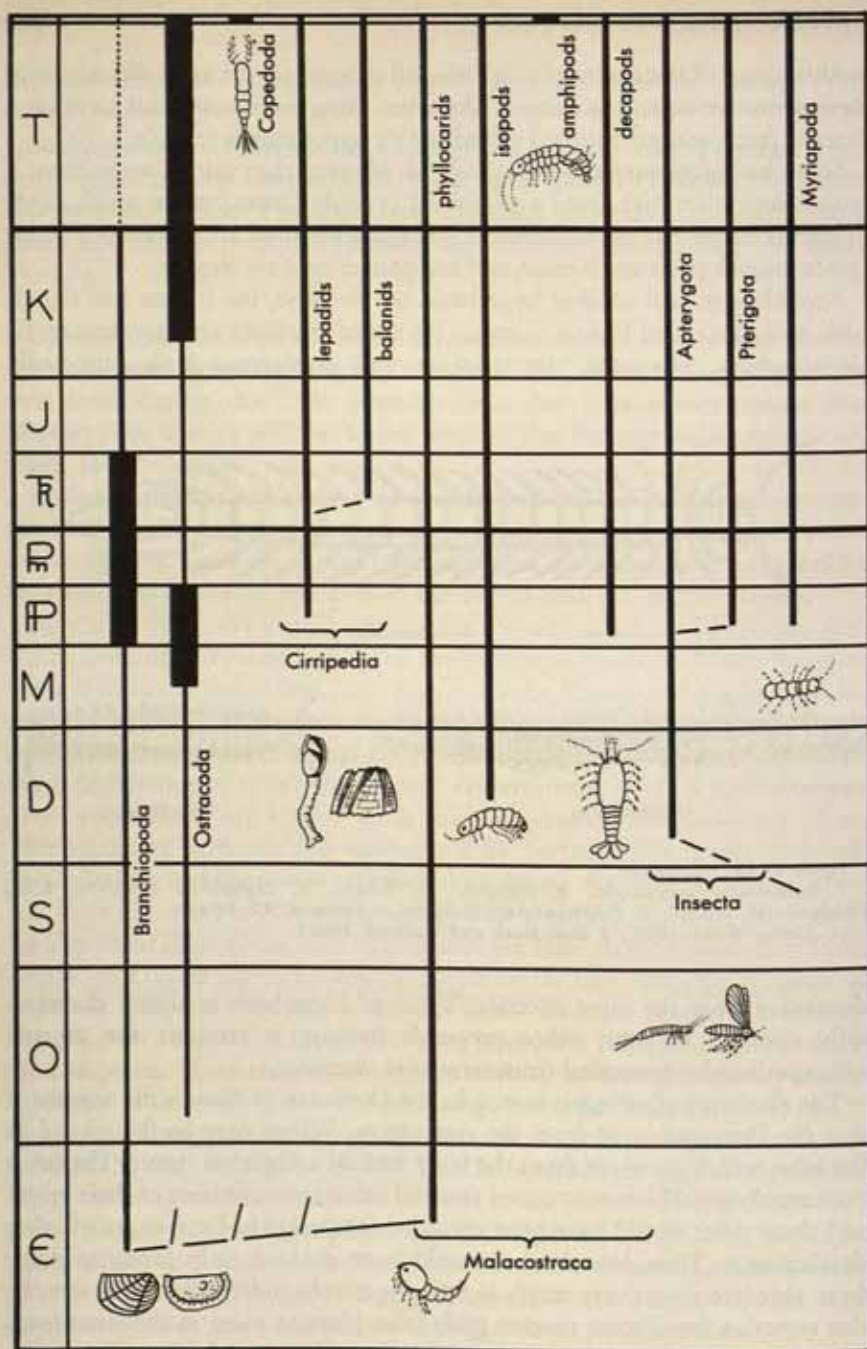 T
Copedoda
phyllocarids
isopods
amphipods
decapods
Myriapoda
K
lepadids
balanids
Apterygota
Pterigota
J
Ѣ
P
Cirripedia
M
D
Branchiopoda
Ostracoda
S
Insecta
O
Є
Malacostraca